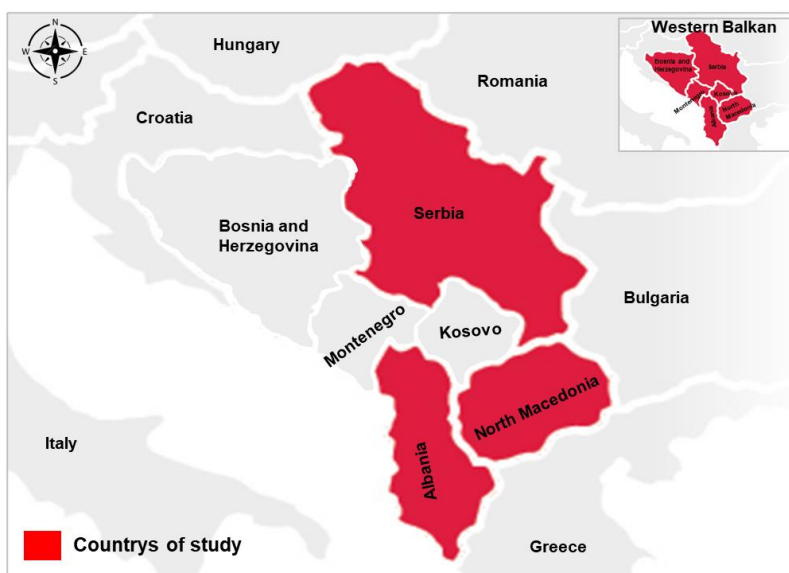 N
W
E
S
Hungary
Romania
Croatia
Bosnia and
Herzegovina
Serbia
Bulgaria
Montenegro
Kosovo
North Macedonia
Albania
Italy
Greece
Countrys of study
Western Balkan
Bosnia and
Herzegovina
Serbia
Montenegro
Kosovo
Albania
North
Macedonia